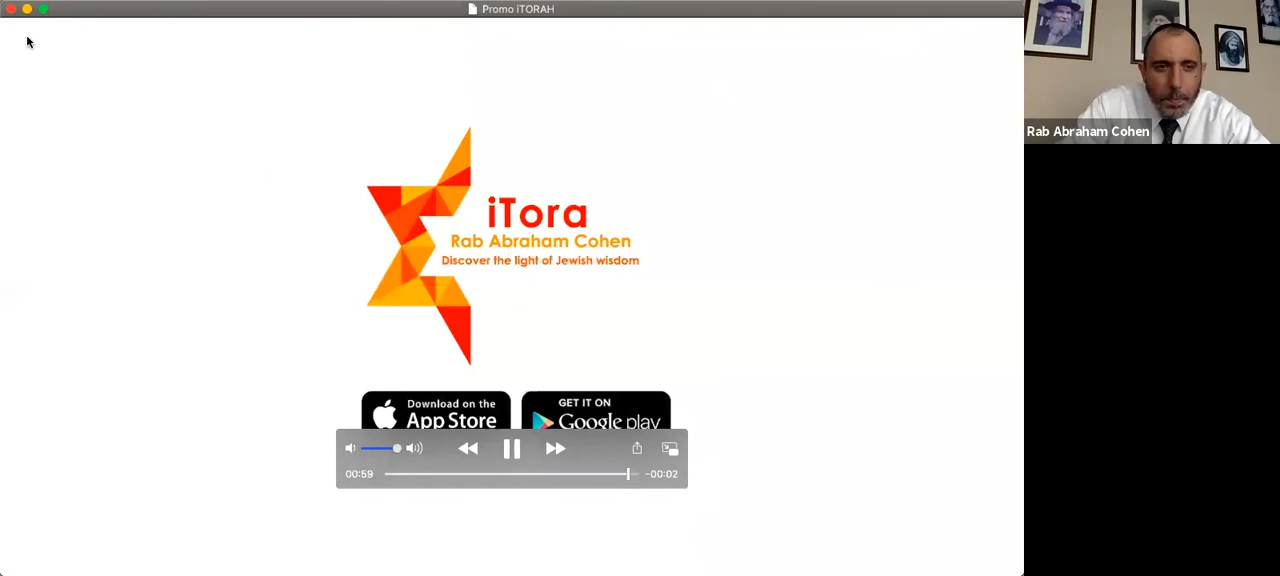 Promo iTORAH
Rab Abraham Cohen
iTora
Rab Abraham Cohen
Discover the light of Jewish wisdom
Download on the
App Store
GET IT ON
Google play
00:59
-00:02